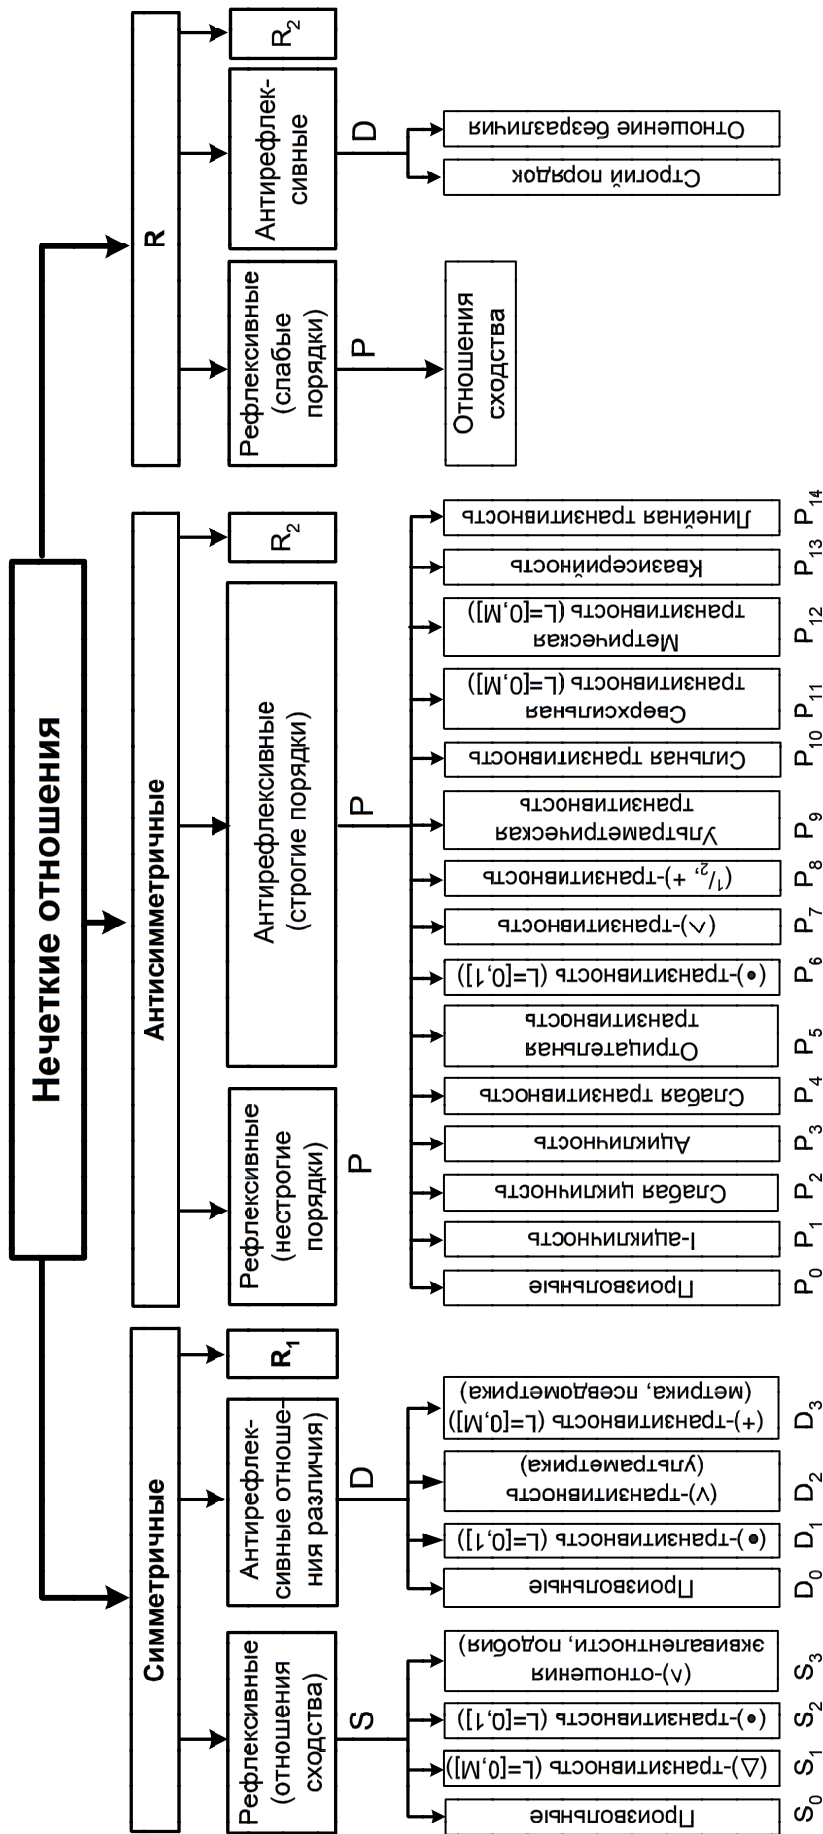 Нечеткие отношения
Симметричные
Антисимметричные
R
Рефлексивные
(отношения
сходства)
Антирефлек-
сивные отноше-
ния различия)
R1
Рефлексивные
(нестрогие
порядки)
Антирефлексивные
(строгие порядки)
R2
Рефлексивные
(слабые
порядки)
Антирефлек-
сивные
R2
S
D
P
P
P
D
Произвольные
(△)-транзитивность (L=[0,M])
(•)-транзитивность (L=[0,1])
(∧)-отношения
эквивалентности, подобия)
Произвольные
(•)-транзитивность (L=[0,1])
(v)-транзитивность
(ультраметрика)
(+)-транзитивность (L=[0,M])
(метрика, псевдометрика)
Произвольные
I-ацикличность
Слабая цикличность
Ацикличность
Слабая транзитивность
Отрицательная
транзитивность
(•)-транзитивность (L=[0,1])
(∧)-транзитивность
(1/2, +)-транзитивность
Ультраметрическая
транзитивность
Сильная транзитивность
Сверхсильная
транзитивность (L=[0,M])
Метрическая
транзитивность (L=[0,M])
Квазисерийность
Линейная транзитивность
Отношения
сходства
Строгий порядок
Отношение безразличия
S0
S1
S2
S3
D0
D1
D2
D3
P0
P1
P2
P3
P4
P5
P6
P7
P8
P9
P10
P11
P12
P13
P14